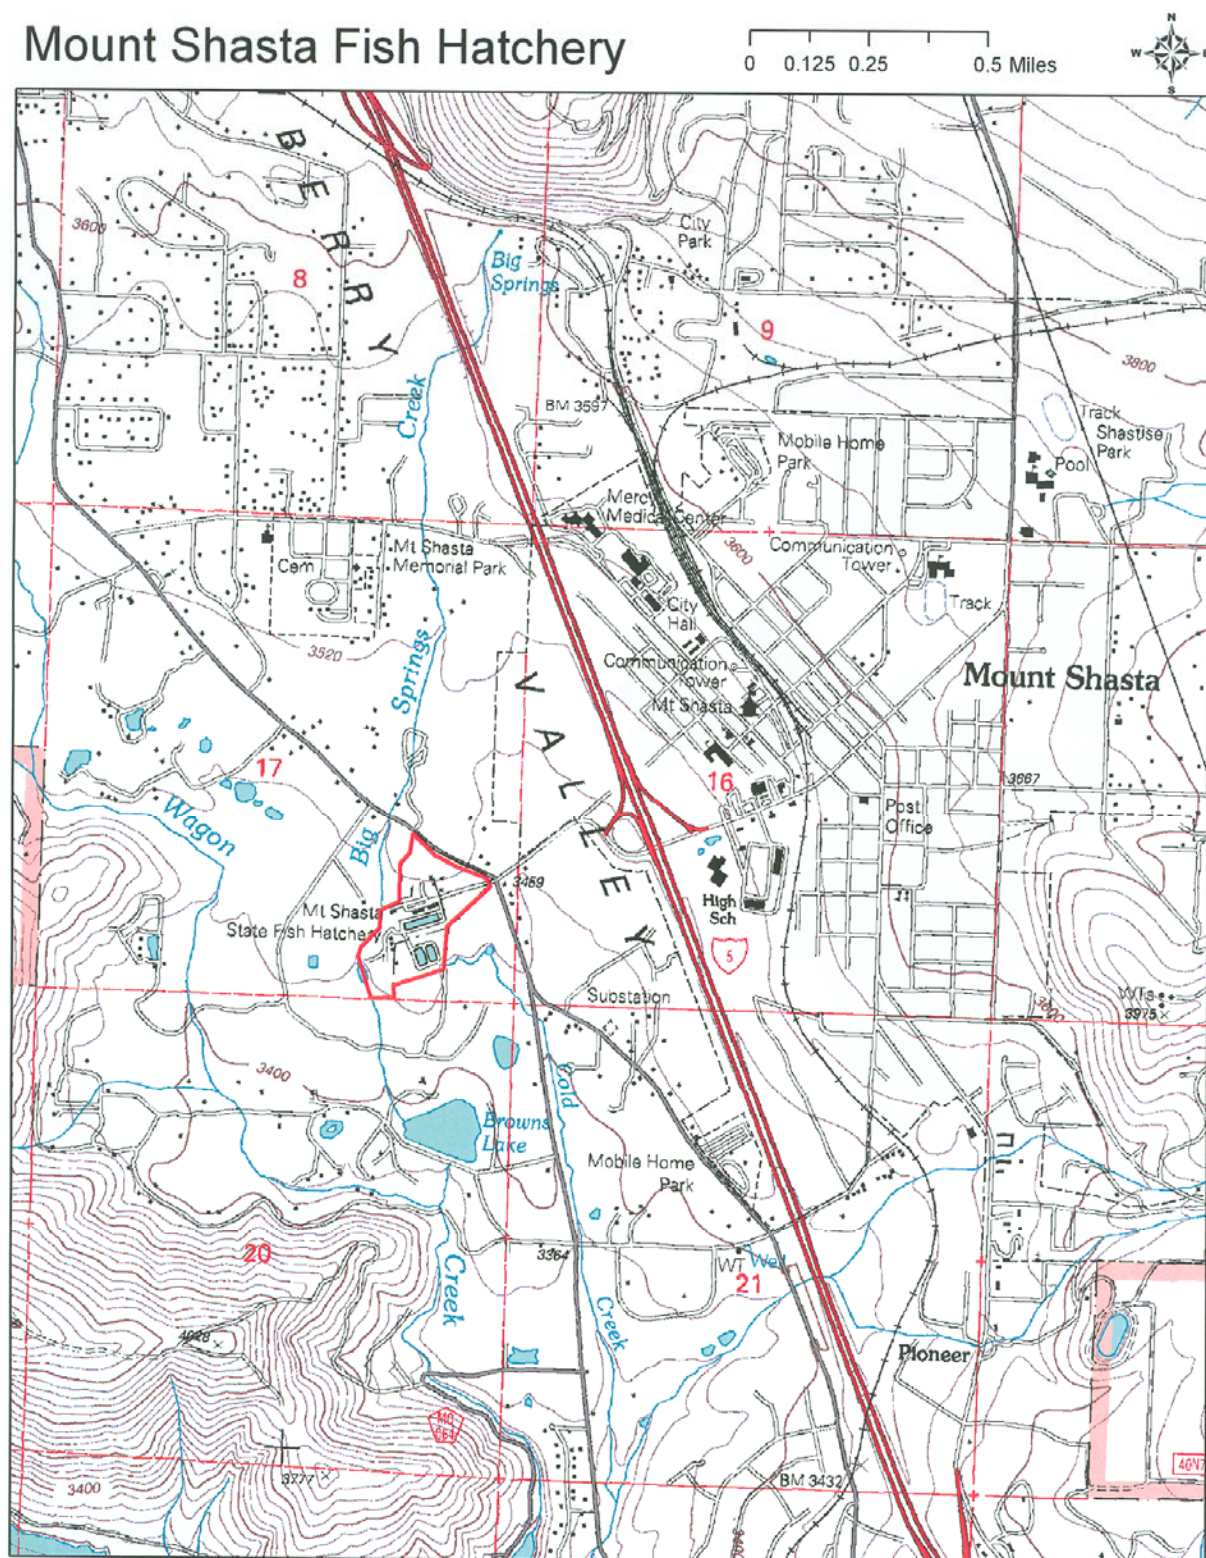 Mount Shasta Fish Hatchery
0 0.125 0.25 0.5 Miles
N
W
S
BERRY
3600
8
City
Park
Big
Springs
9
3800
Creek
BM 3597
Track
Shastise
Park
Pool
Mobile Home
Park
Mercy
Medical Center
3600
Communication
Tower
Mt Shasta
Memorial Park
Cem
Track
City
Hall
3520
Springs
Communication
Tower
Mt Shasta
Mount Shasta
VALLEY
17
16
3667
Wagon
Big
Post
Office
3459
High
Sch
Mt Shasta
State Fish Hatchery
5
Substation
WTs
3975
3600
3400
Cold
Browns
Lake
Mobile Home
Park
20
3364
WT
Well
21
Creek
Creek
4028
Pioneer
3777
3400
BM 3432
3400